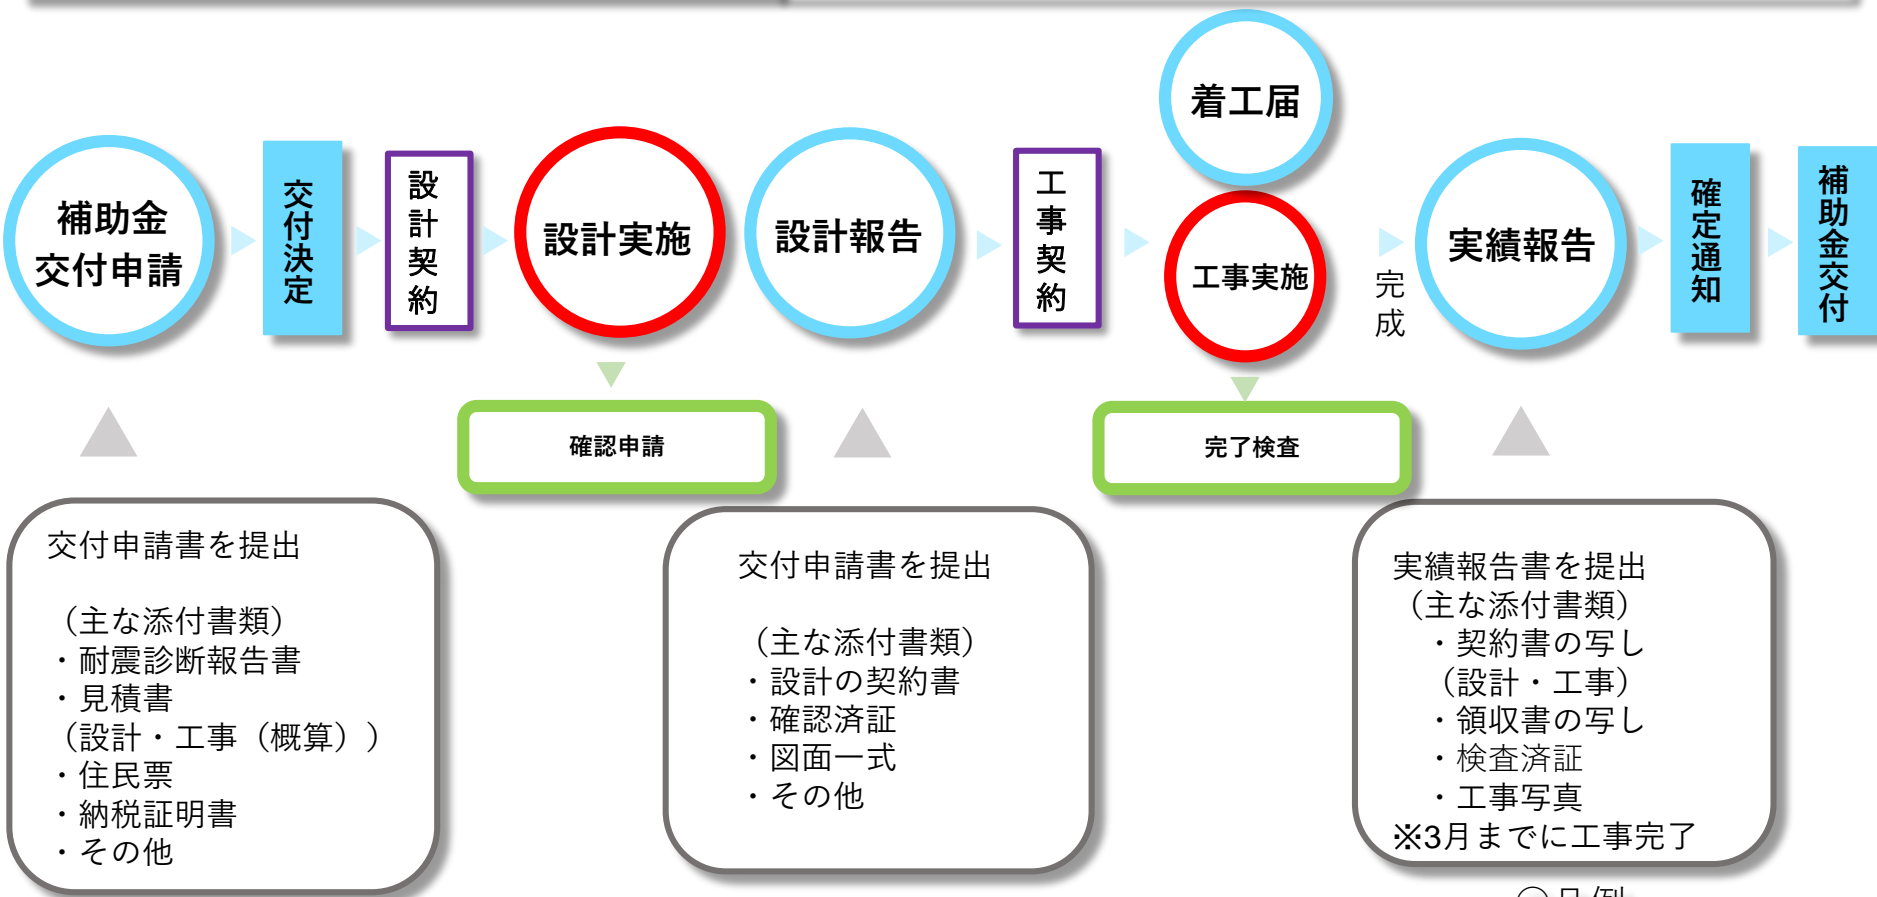 補助金
交付申請
交付決定
設計契約
設計実施
設計報告
工事契約
着工届
工事実施
完成
実績報告
確定通知
補助金交付
確認申請
完了検査
交付申請書を提出
（主な添付書類）
・耐震診断報告書
・見積書
（設計・工事（概算））
・住民票
・納税証明書
・その他
交付申請書を提出
（主な添付書類）
・設計の契約書
・確認済証
・図面一式
・その他
実績報告書を提出
（主な添付書類）
・契約書の写し
（設計・工事）
・領収書の写し
・検査済証
・工事写真
※3月までに工事完了